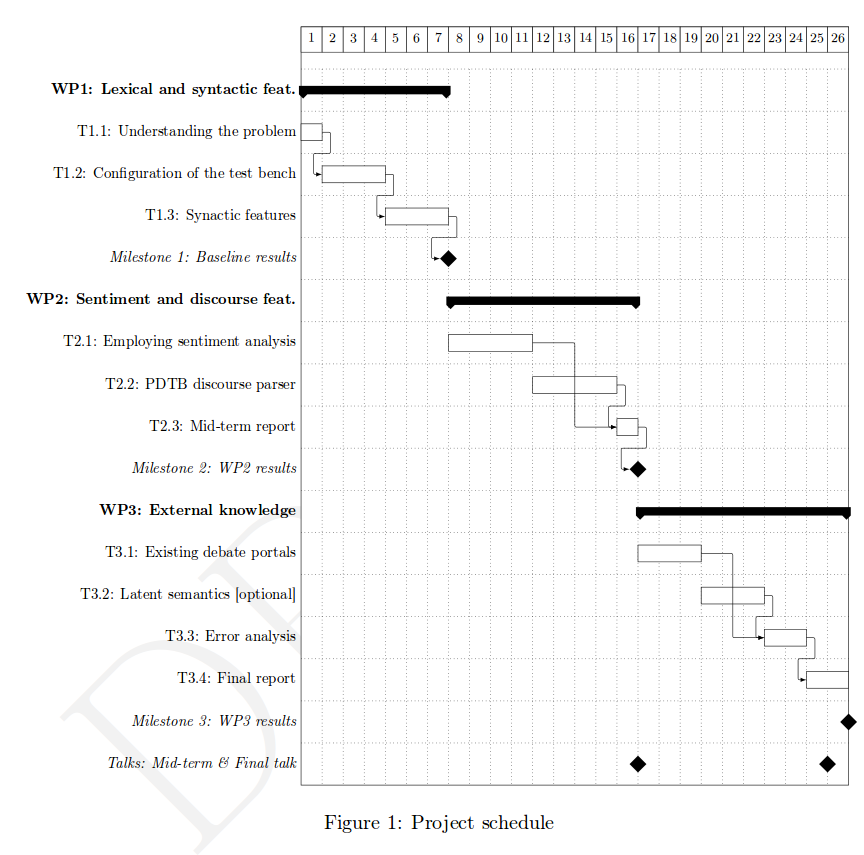 1 2 3 4 5 6 7 8 9 10 11 12 13 14 15 16 17 18 19 20 21 22 23 24 25 26
WP1: Lexical and syntactic feat.
T1.1: Understanding the problem
T1.2: Configuration of the test bench
T1.3: Synactic features
Milestone 1: Baseline results
WP2: Sentiment and discourse feat.
T2.1: Employing sentiment analysis
T2.2: PDTB discourse parser
T2.3: Mid-term report
Milestone 2: WP2 results
WP3: External knowledge
T3.1: Existing debate portals
T3.2: Latent semantics [optional]
T3.3: Error analysis
T3.4: Final report
Milestone 3: WP3 results
Talks: Mid-term & Final talk
Figure 1: Project schedule